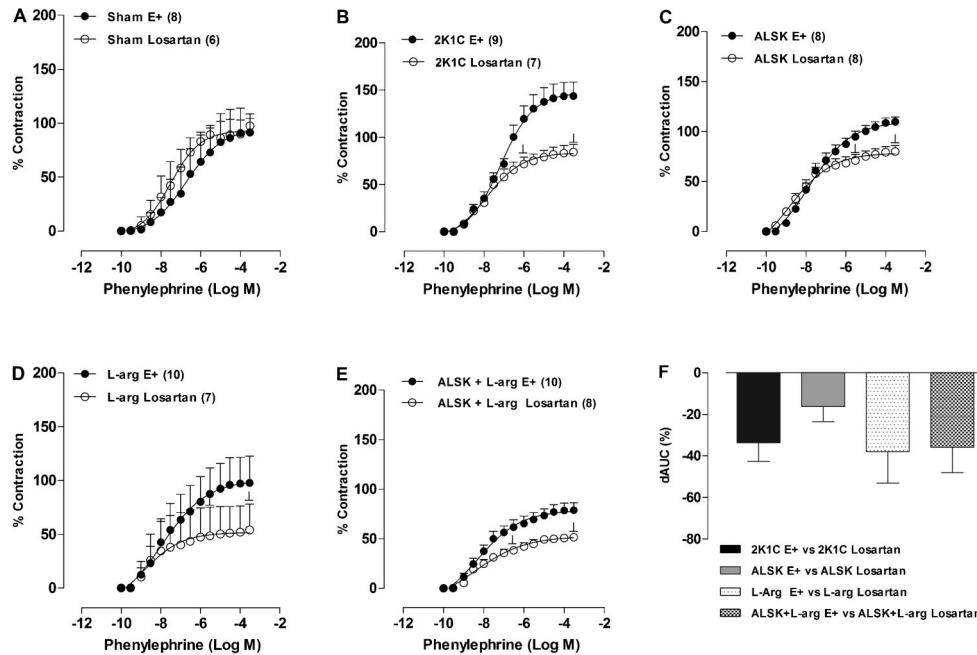 A
Sham E+ (8)
Sham Losartan (6)
200
150
100
50
0
% Contraction
-12 -10 -8 -6 -4 -2
Phenylephrine (Log M)
B
2K1C E+ (9)
2K1C Losartan (7)
200
150
100
50
0
% Contraction
-12 -10 -8 -6 -4 -2
Phenylephrine (Log M)
C
ALSK E+ (8)
ALSK Losartan (8)
200
150
100
50
0
% Contraction
-12 -10 -8 -6 -4 -2
Phenylephrine (Log M)
D
L-arg E+ (10)
L-arg Losartan (7)
200
150
100
50
0
% Contraction
-12 -10 -8 -6 -4 -2
Phenylephrine (Log M)
E
ALSK + L-arg E+ (10)
ALSK + L-arg Losartan (8)
200
150
100
50
0
% Contraction
-12 -10 -8 -6 -4 -2
Phenylephrine (Log M)
F
0
-20
-40
-60
-80
dAUC (%)
2K1C E+ vs 2K1C Losartan
ALSK E+ vs ALSK Losartan
L-Arg E+ vs L-arg Losartan
ALSK+L-arg E+ vs ALSK+L-arg Losartan